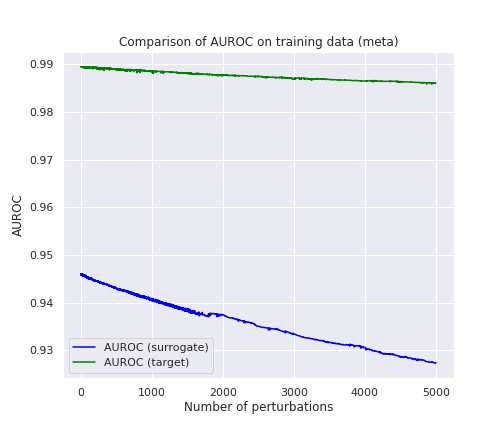 Comparison of AUROC on training data (meta)
0.99
0.98
0.97
0.96
0.95
0.94
0.93
AUROC
AUROC (surrogate)
AUROC (target)
0 1000 2000 3000 4000 5000
Number of perturbations